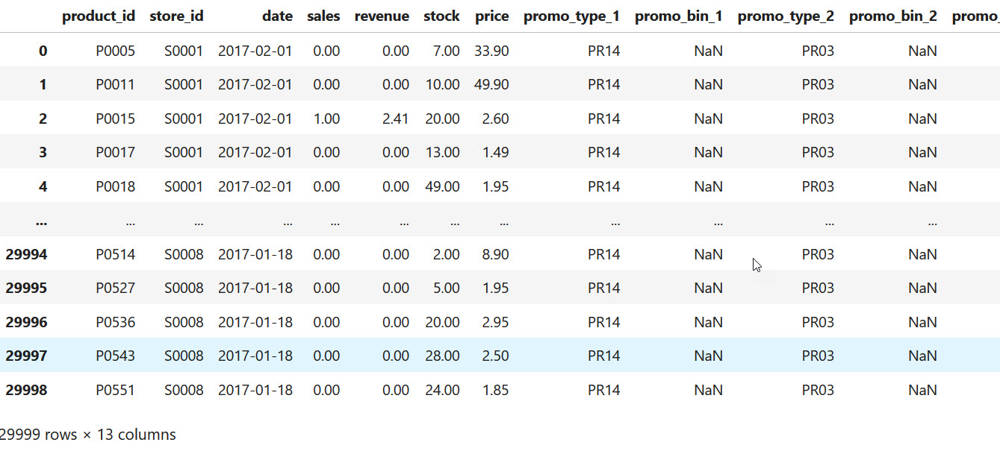 product_id store_id date sales revenue stock price promo_type_1 promo_bin_1 promo_type_2 promo_bin_2 promo_
0 P0005 S0001 2017-02-01 0.00 0.00 7.00 33.90 PR14 NaN PR03 NaN
1 P0011 S0001 2017-02-01 0.00 0.00 10.00 49.90 PR14 NaN PR03 NaN
2 P0015 S0001 2017-02-01 1.00 2.41 20.00 2.60 PR14 NaN PR03 NaN
3 P0017 S0001 2017-02-01 0.00 0.00 13.00 1.49 PR14 NaN PR03 NaN
4 P0018 S0001 2017-02-01 0.00 0.00 49.00 1.95 PR14 NaN PR03 NaN
... ... ... ... ... ... ... ... ... ... ... ...
29994 P0514 S0008 2017-01-18 0.00 0.00 2.00 8.90 PR14 NaN PR03 NaN
29995 P0527 S0008 2017-01-18 0.00 0.00 5.00 1.95 PR14 NaN PR03 NaN
29996 P0536 S0008 2017-01-18 0.00 0.00 20.00 2.95 PR14 NaN PR03 NaN
29997 P0543 S0008 2017-01-18 0.00 0.00 28.00 2.50 PR14 NaN PR03 NaN
29998 P0551 S0008 2017-01-18 0.00 0.00 24.00 1.85 PR14 NaN PR03 NaN
29999 rows × 13 columns